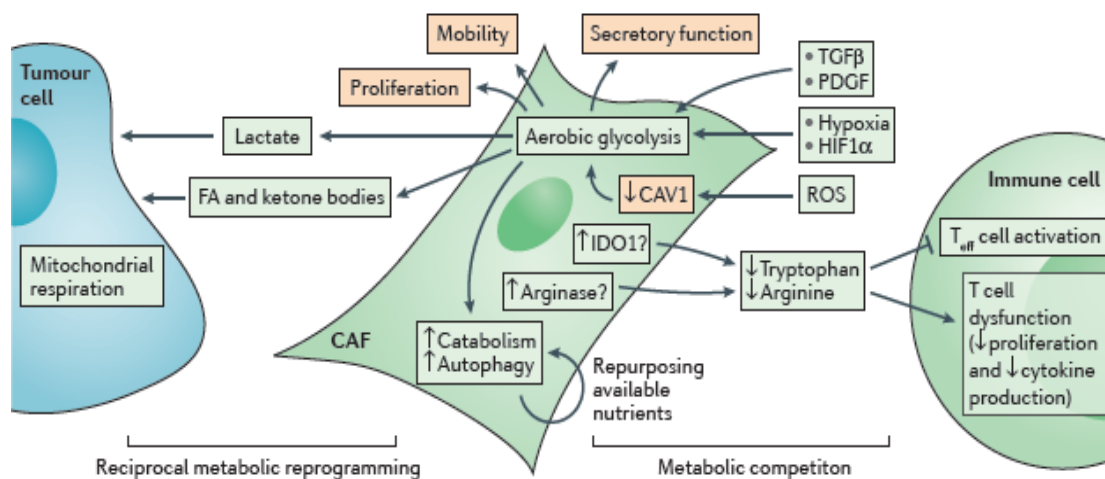 Mobility
Secretory function
Tumour
cell
Proliferation
• TGFβ
• PDGF
Lactate
Aerobic glycolysis
• Hypoxia
• HIF1α
FA and ketone bodies
↓CAV1
ROS
Immune cell
Mitochondrial
respiration
↑IDO1?
↑Arginase?
↓Tryptophan
↓Arginine
Teff cell activation
T cell
dysfunction
(↓proliferation
and ↓cytokine
production)
CAF
↑Catabolism
↑Autophagy
Repurposing
available
nutrients
Reciprocal metabolic reprogramming
Metabolic competiton